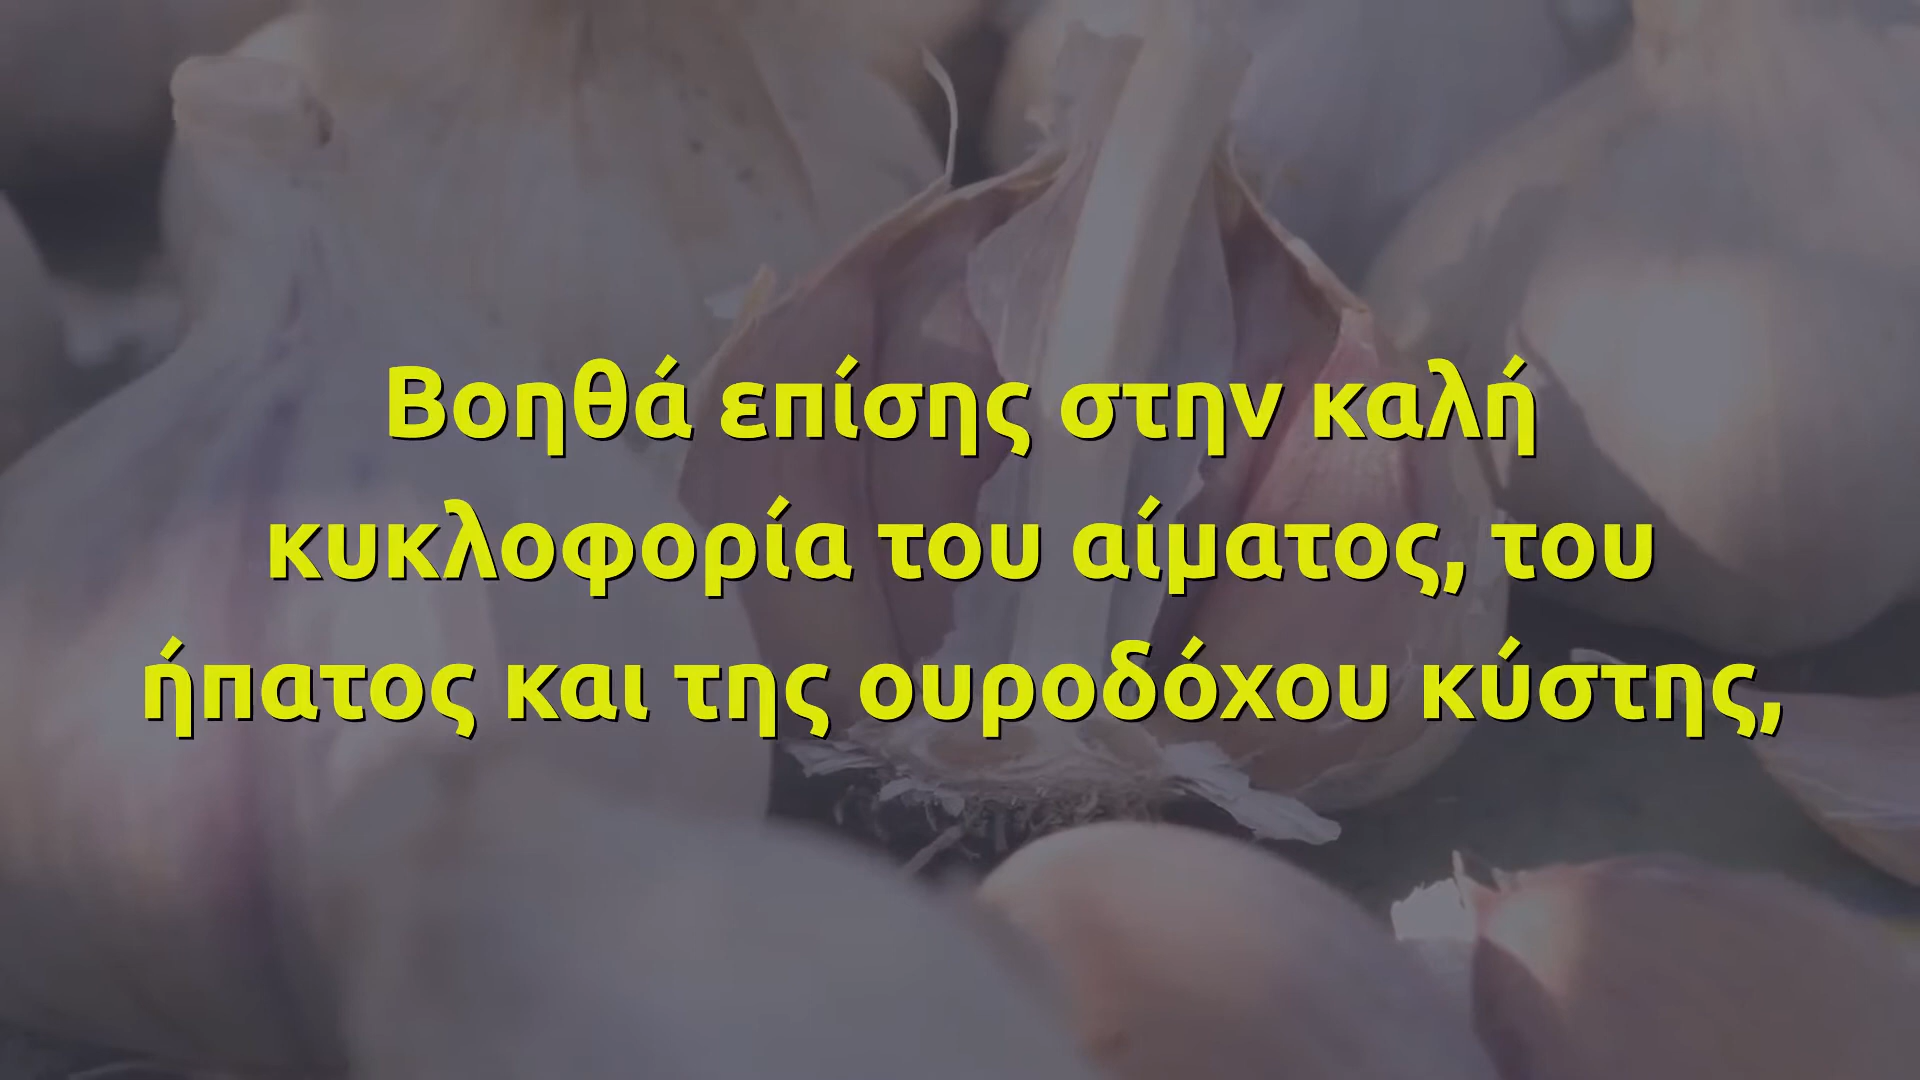 Βοηθά επίσης στην καλή
κυκλοφορία του αίματος, του
ήπατος και της ουροδόχου κύστης,